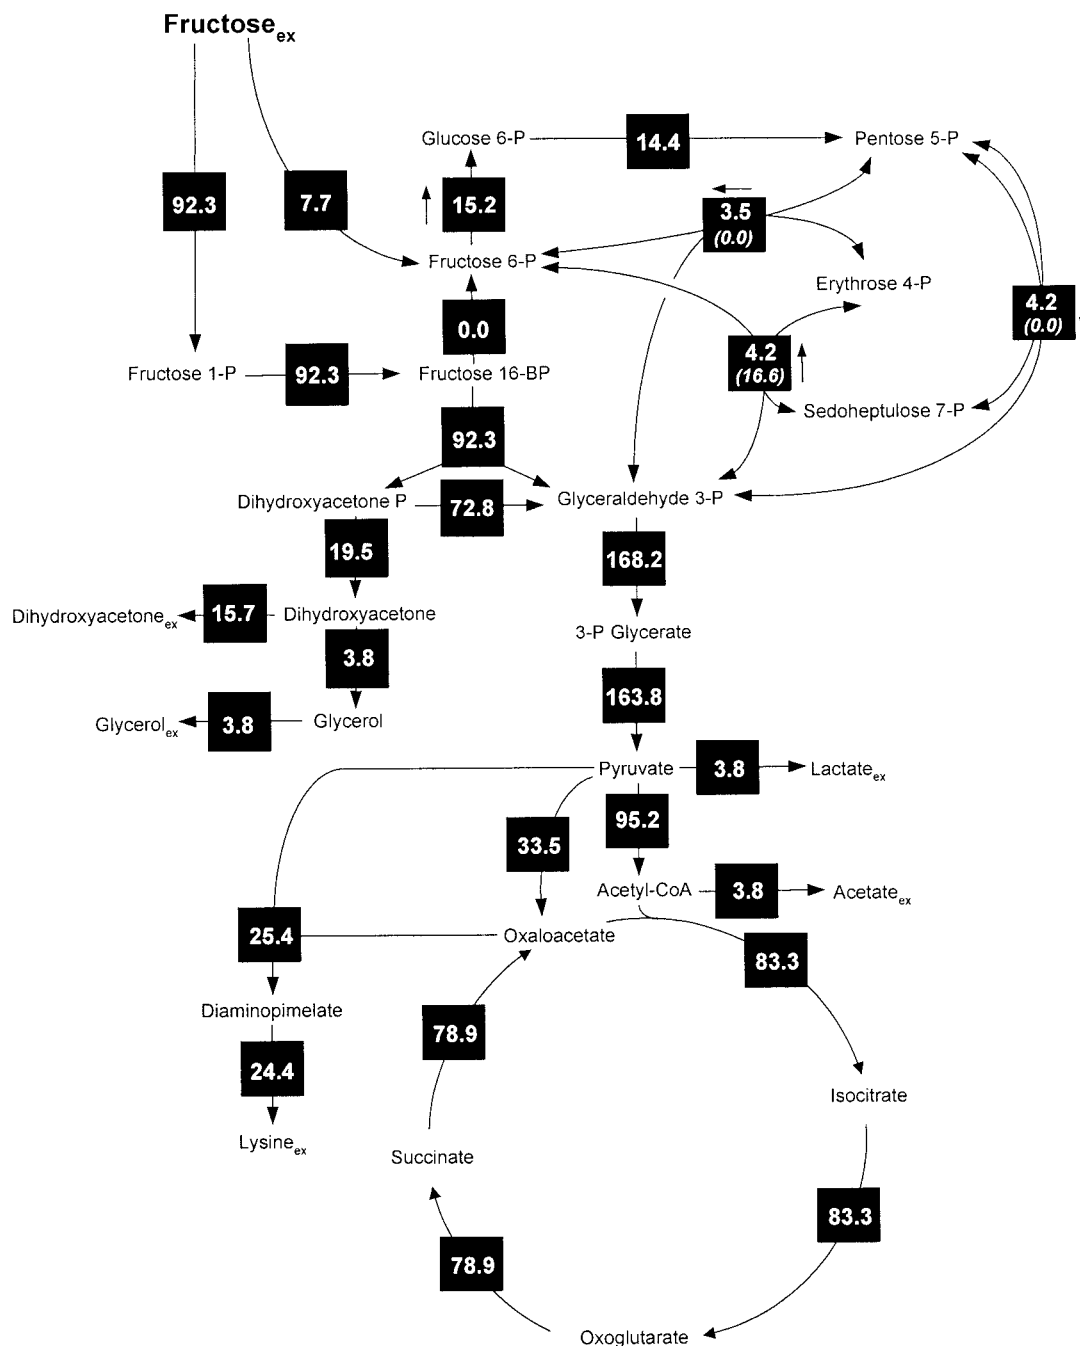 Fructose ex
Glucose 6-P
14.4
Pentose 5-P
92.3
7.7
15.2
3.5
(0.0)
Fructose 6-P
Erythrose 4-P
0.0
4.2
(0.0)
4.2
(16.6)
Fructose 1-P
92.3
Fructose 16-BP
Sedoheptulose 7-P
92.3
Dihydroxyacetone P
72.8
Glyceraldehyde 3-P
19.5
168.2
Dihydroxyacetone ex
15.7
Dihydroxyacetone
3-P Glycerate
3.8
163.8
Glycerol ex
3.8
Glycerol
Pyruvate
3.8
Lactate ex
95.2
33.5
Acetyl-CoA
3.8
Acetate ex
25.4
Oxaloacetate
83.3
Diaminopimelate
78.9
24.4
Isocitrate
Lysine ex
Succinate
83.3
78.9
Oxoglutarate